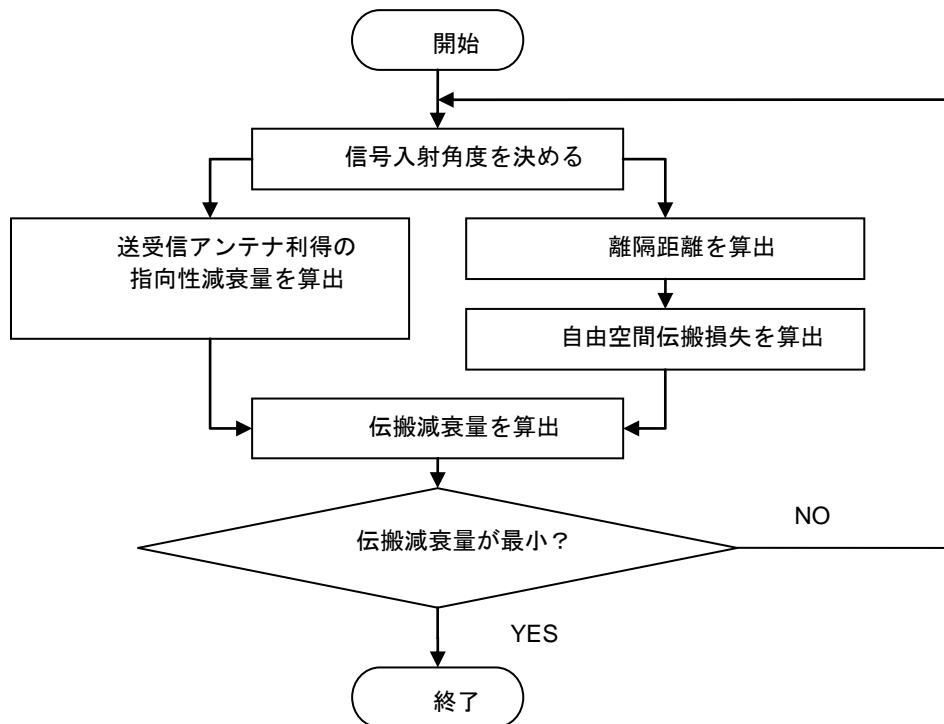 開始
信号入射角度を決める
送受信アンテナ利得の
指向性減衰量を算出
離隔距離を算出
自由空間伝搬損失を算出
伝搬減衰量を算出
伝搬減衰量が最小？
NO
YES
終了